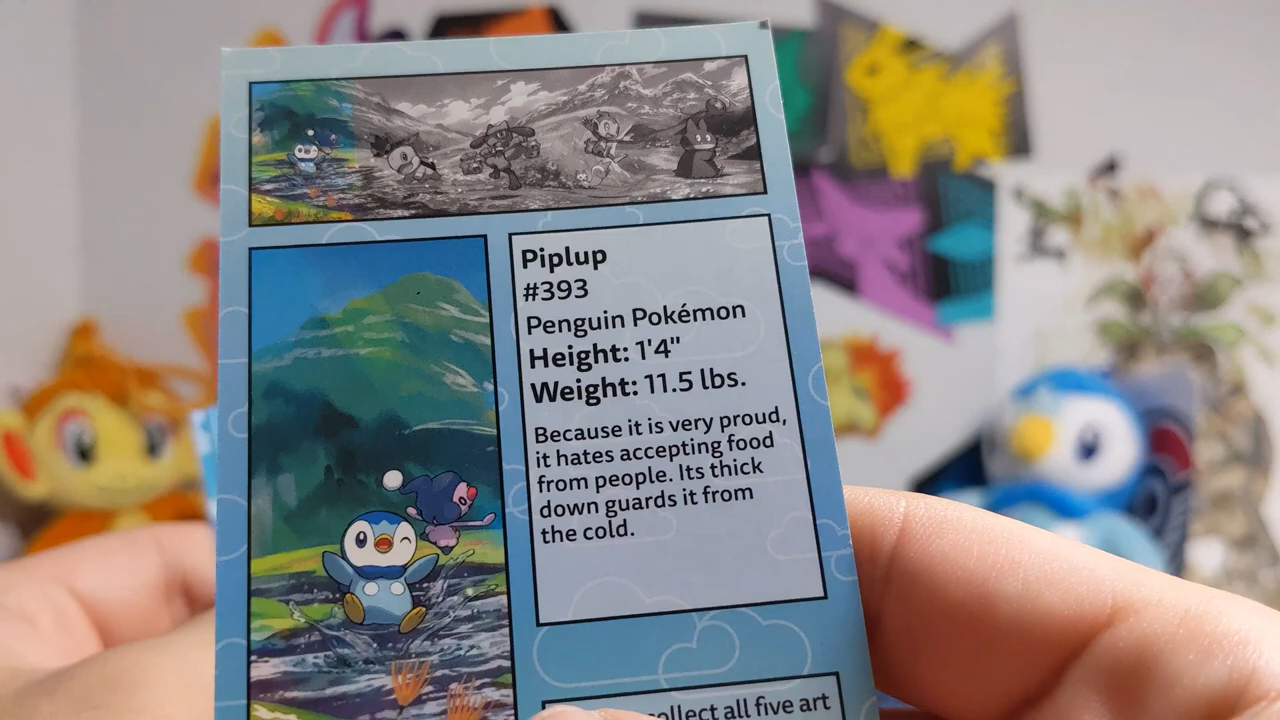 Piplup
#393
Penguin Pokémon
Height: 1'4"
Weight: 11.5 lbs.
Because it is very proud,
it hates accepting food
from people. Its thick
down guards it from
the cold.
collect all five art